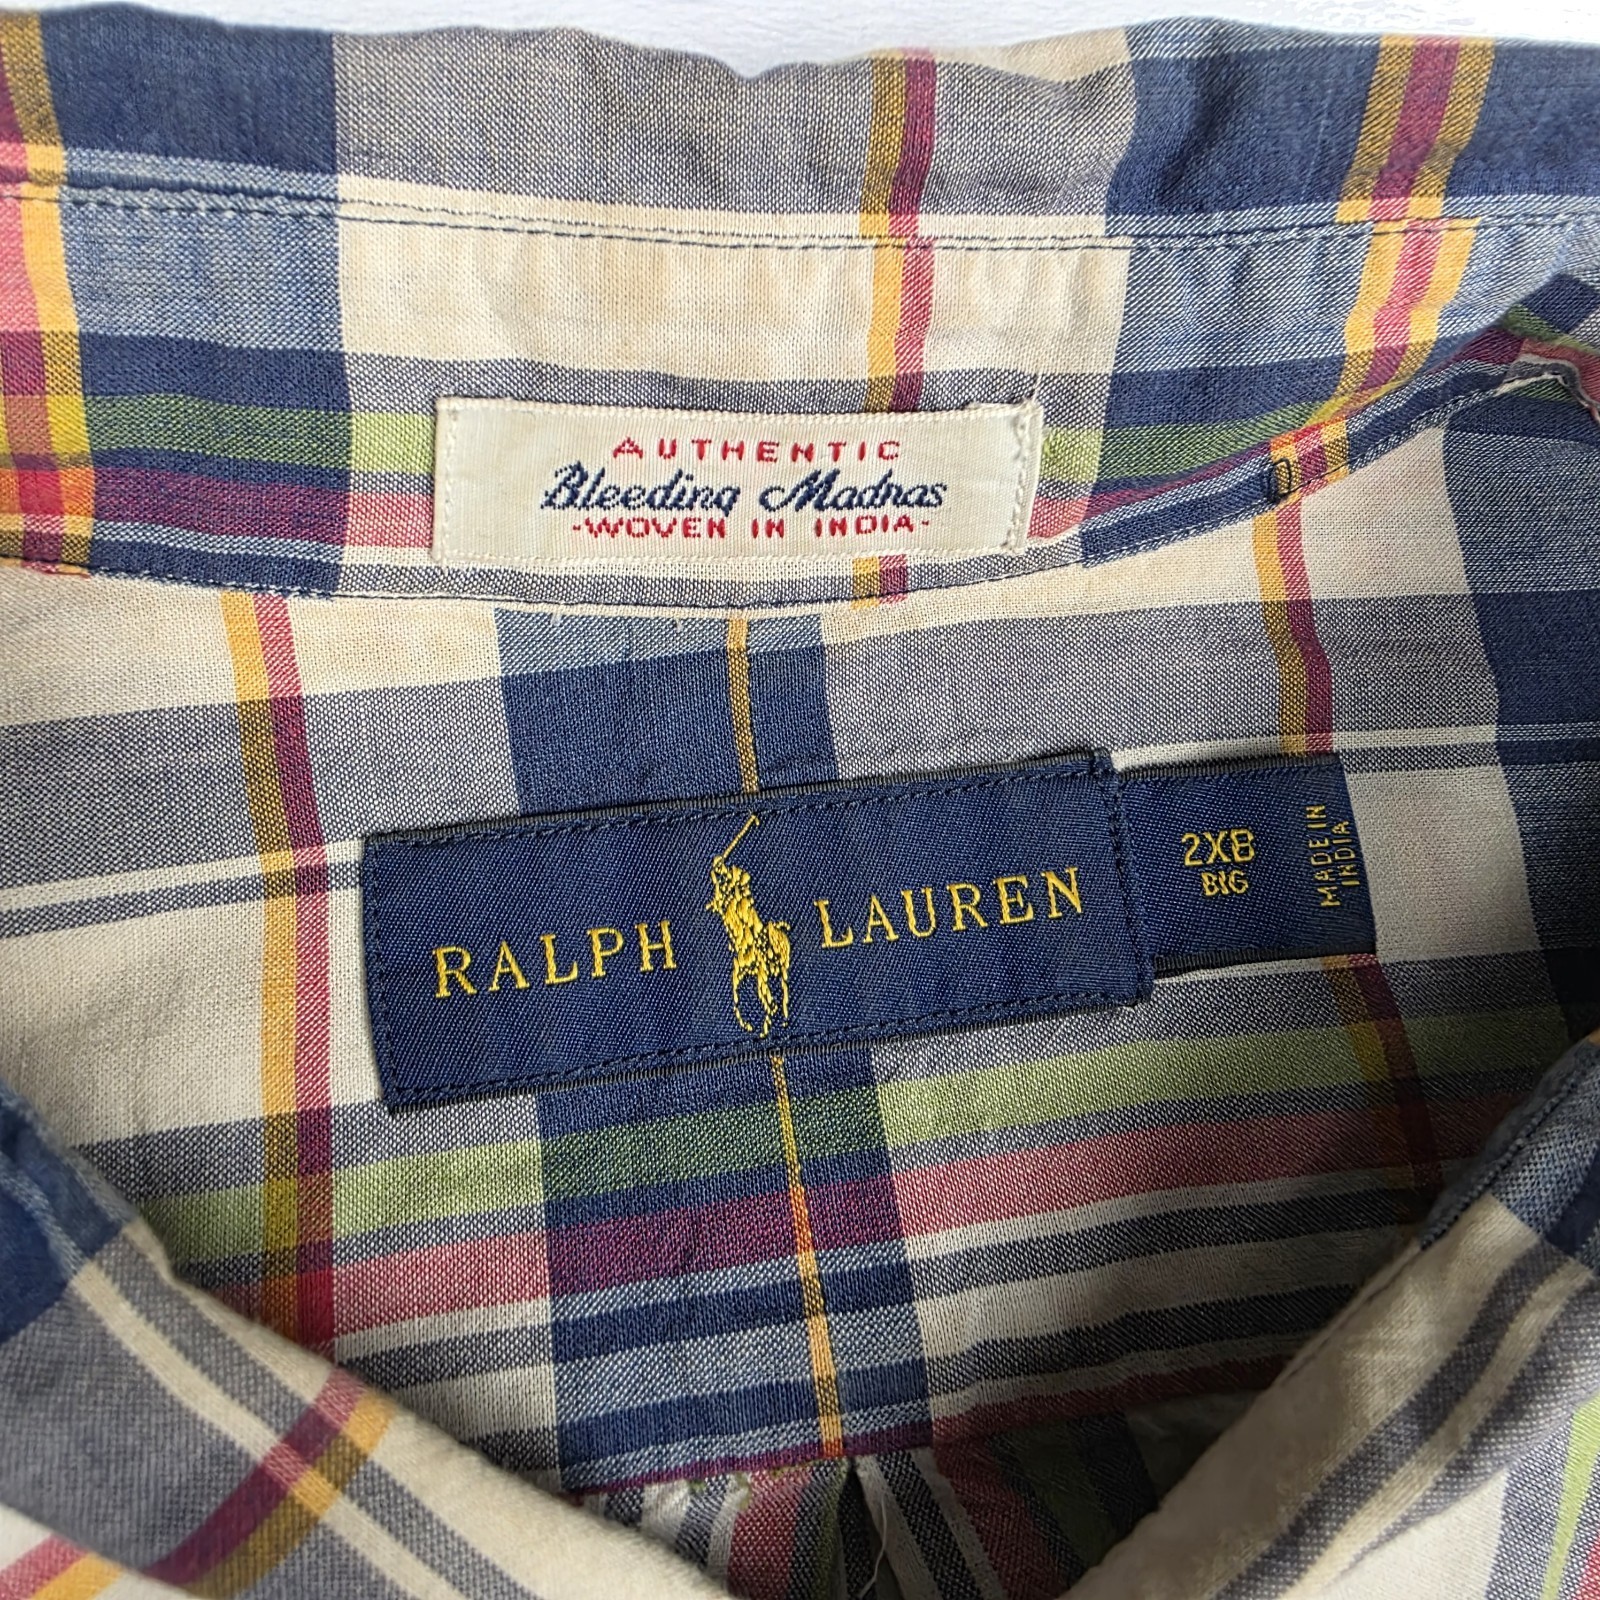 AUTHENTIC
Bleeding Madras
-WOVEN IN INDIA-
RALPH LAUREN
2XB
BIG
MADE IN
INDIA